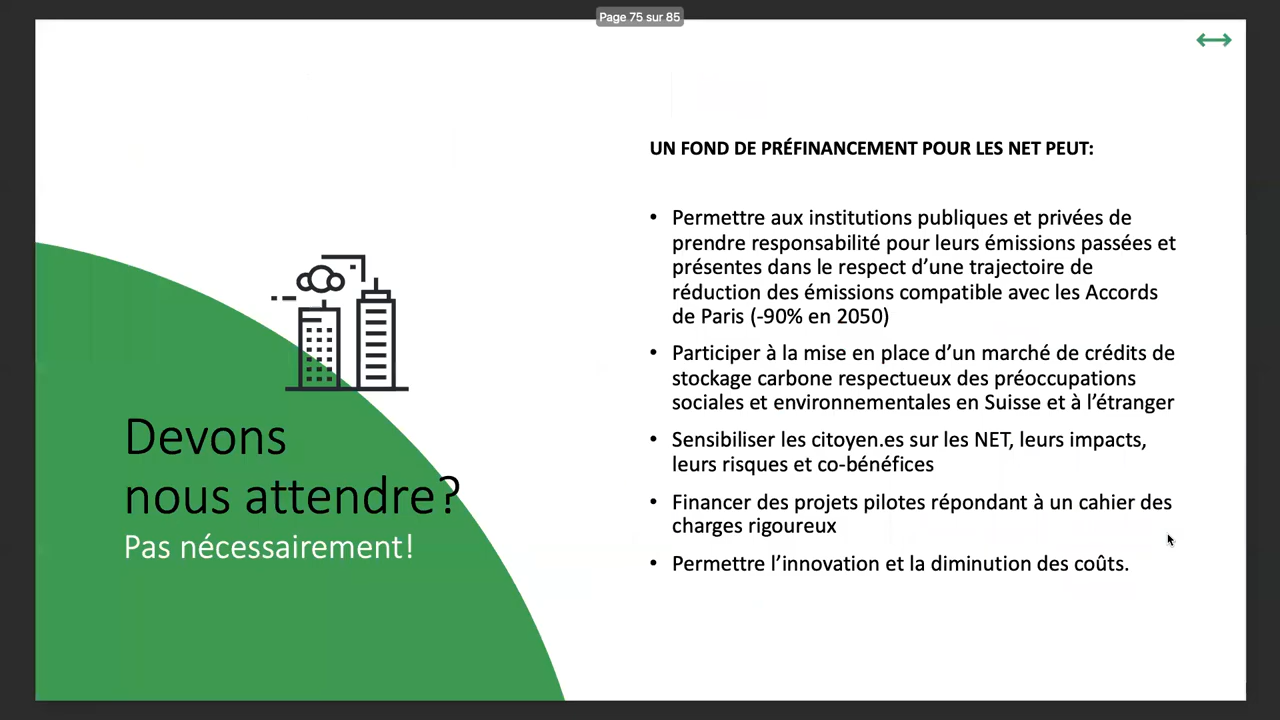 Page 75 sur 85
UN FOND DE PRÉFINANCEMENT POUR LES NET PEUT:
• Permettre aux institutions publiques et privées de
prendre responsabilité pour leurs émissions passées et
présentes dans le respect d’une trajectoire de
réduction des émissions compatible avec les Accords
de Paris (-90% en 2050)
• Participer à la mise en place d’un marché de crédits de
stockage carbone respectueux des préoccupations
sociales et environnementales en Suisse et à l’étranger
• Sensibiliser les citoyen.es sur les NET, leurs impacts,
leurs risques et co-bénéfices
• Financer des projets pilotes répondant à un cahier des
charges rigoureux
• Permettre l’innovation et la diminution des coûts.
Devons
nous attendre?
Pas nécessairement!